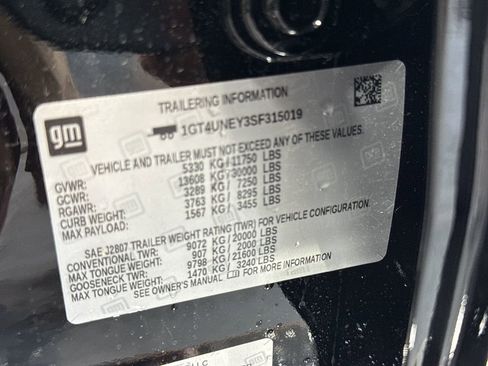 TRAILERING INFORMATION
gm
1GT4UNEY3SF315019
VEHICLE AND TRAILER MUST NOT EXCEED ANY OF THESE VALUES.
GVWR: 5330 KG/11750 LBS
GCWR: 13608 KG/30000 LBS
RGAWR: 3289 KG/ 7250 LBS
CURB WEIGHT: 3763 KG/ 8295 LBS
MAX PAYLOAD: 1567 KG/ 3455 LBS
SAE J2807 TRAILER WEIGHT RATING (TWR) FOR VEHICLE CONFIGURATION.
CONVENTIONAL TWR: 9072 KG/ 20000 LBS
MAX TONGUE WEIGHT: 907 KG/ 2000 LBS
GOOSENECK TWR: 9798 KG/ 21600 LBS
MAX TONGUE WEIGHT: 1470 KG/ 3240 LBS
SEE OWNER'S MANUAL FOR MORE INFORMATION